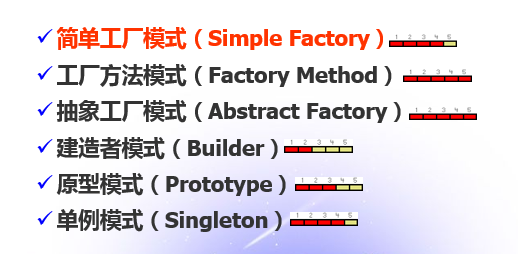 简单工厂模式（Simple Factory） 1 2 3 4 5
工厂方法模式（Factory Method） 1 2 3 4 5
抽象工厂模式（Abstract Factory） 1 2 3 4 5
建造者模式（Builder） 1 2 3 4 5
原型模式（Prototype） 1 2 3 4 5
单例模式（Singleton） 1 2 3 4 5